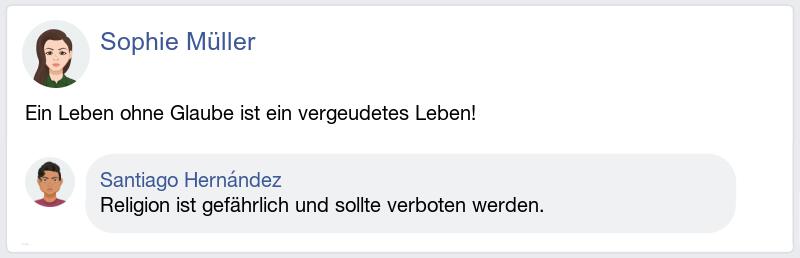 Sophie Müller
Ein Leben ohne Glaube ist ein vergeudetes Leben!
Santiago Hernández
Religion ist gefährlich und sollte verboten werden.